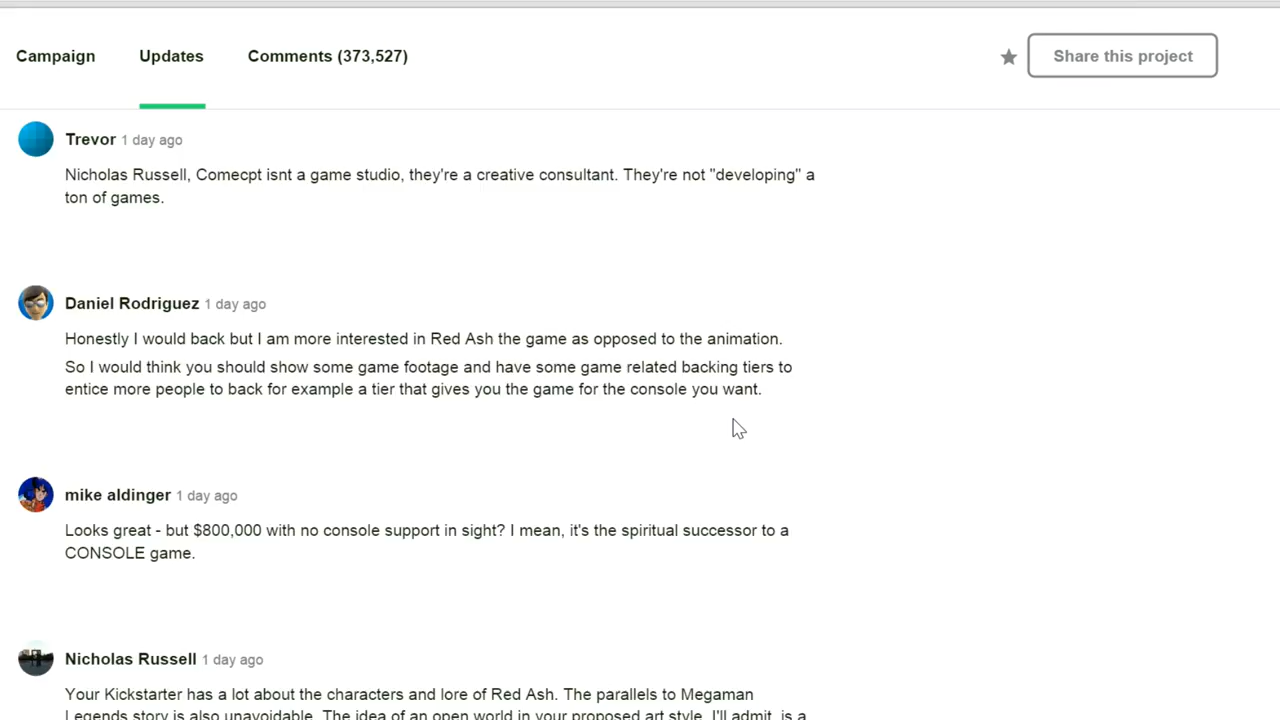 Campaign Updates Comments (373,527) Share this project
Trevor 1 day ago
Nicholas Russell, Comecpt isnt a game studio, they're a creative consultant. They're not "developing" a
ton of games.
Daniel Rodriguez 1 day ago
Honestly I would back but I am more interested in Red Ash the game as opposed to the animation.
So I would think you should show some game footage and have some game related backing tiers to
entice more people to back for example a tier that gives you the game for the console you want.
mike aldinger 1 day ago
Looks great - but $800,000 with no console support in sight? I mean, it's the spiritual successor to a
CONSOLE game.
Nicholas Russell 1 day ago
Your Kickstarter has a lot about the characters and lore of Red Ash. The parallels to Megaman
Legends story is also unavoidable. The idea of an open world in your proposed art style, I'll admit, is a